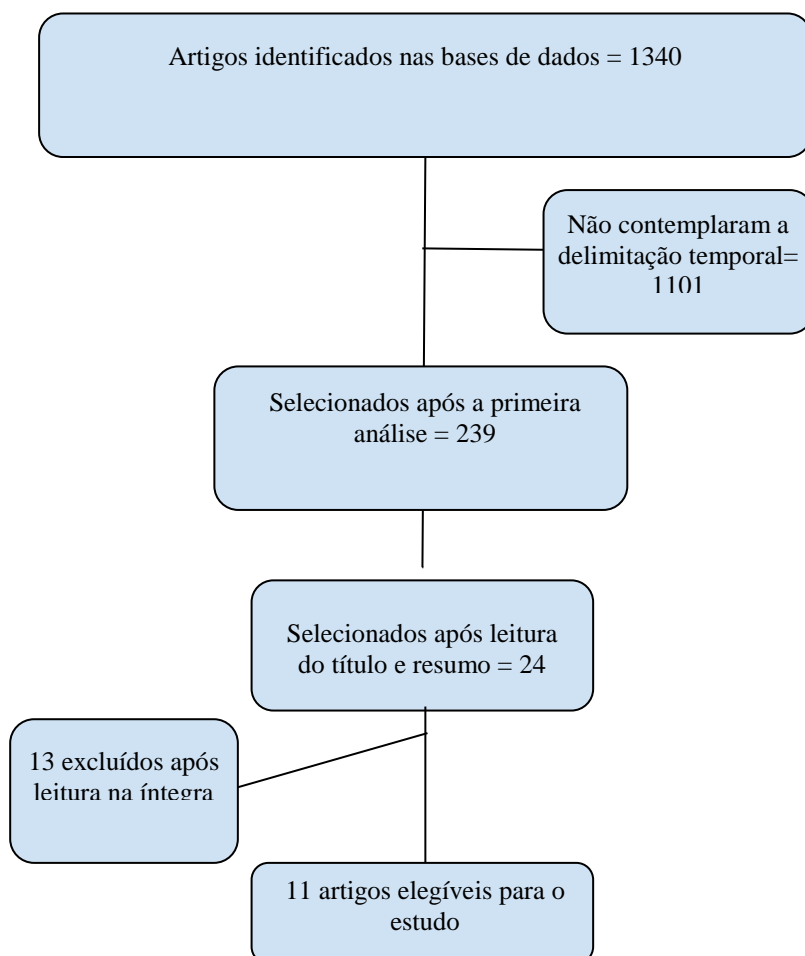 Artigos identificados nas bases de dados = 1340
Não contemplaram a
delimitação temporal=
1101
Selecionados após a primeira
análise = 239
Selecionados após leitura
do título e resumo = 24
13 excluídos após
leitura na íntegra
11 artigos elegíveis para o
estudo